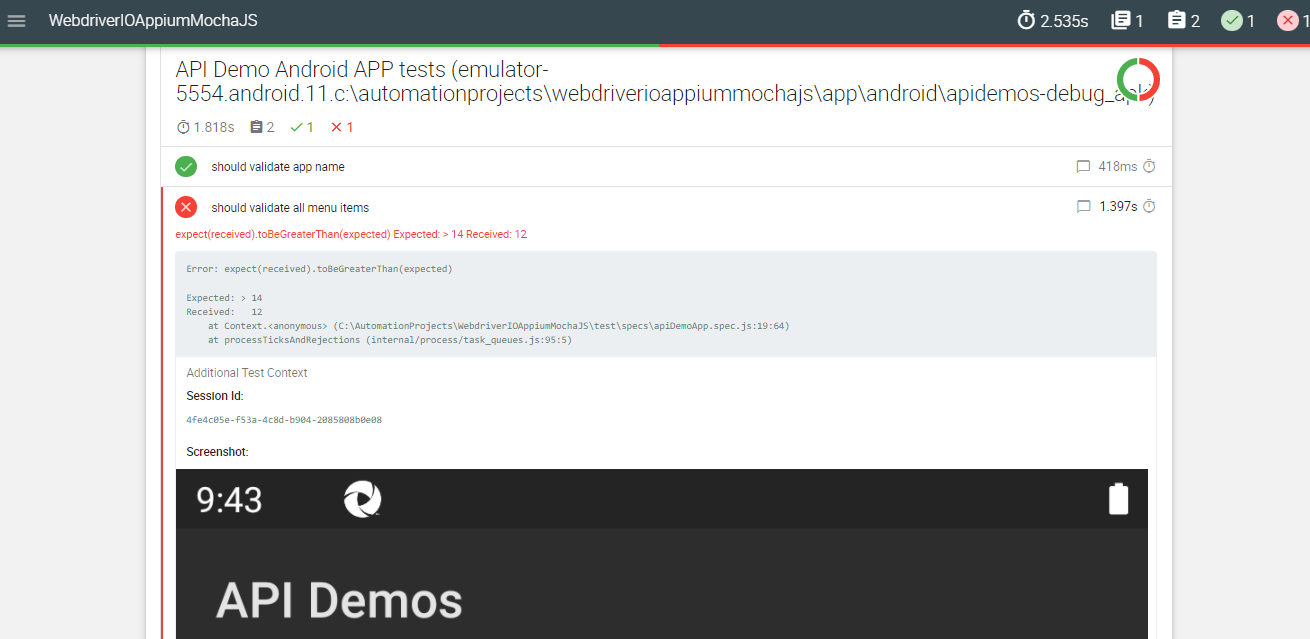 WebdriverIOAppiumMochaJS
2.535s 1 2 1 1
API Demo Android APP tests (emulator-
5554.android.11.c:\automationprojects\webdriverioappiummochajs\app\android\apidemos-debug_apk)
1.818s 2 1 1
should validate app name 418ms
should validate all menu items 1.397s
expect(received).toBeGreaterThan(expected) Expected: > 14 Received: 12
Error: expect(received).toBeGreaterThan(expected)
Expected: > 14
Received: 12
at Context.<anonymous> (C:\AutomationProjects\WebdriverIOAppiumMochaJS\test\specs\apiDemoApp.spec.js:19:64)
at processTicksAndRejections (internal/process/task_queues.js:95:5)
Additional Test Context
Session Id:
4fe4c05e-f53a-4c8d-b904-2085808b0e08
Screenshot:
9:43
API Demos